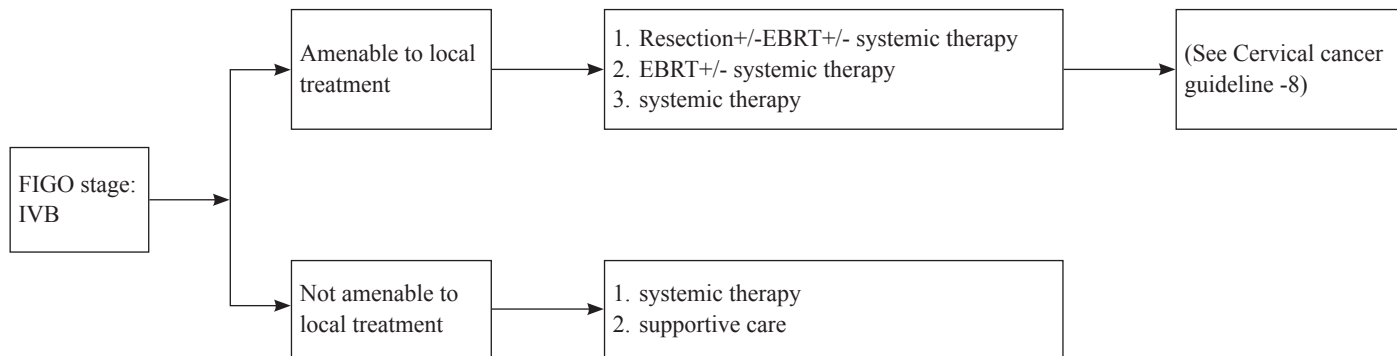 FIGO stage:
IVB
Amenable to local
treatment
1. Resection+/-EBRT+/- systemic therapy
2. EBRT+/- systemic therapy
3. systemic therapy
(See Cervical cancer
guideline -8)
Not amenable to
local treatment
1. systemic therapy
2. supportive care